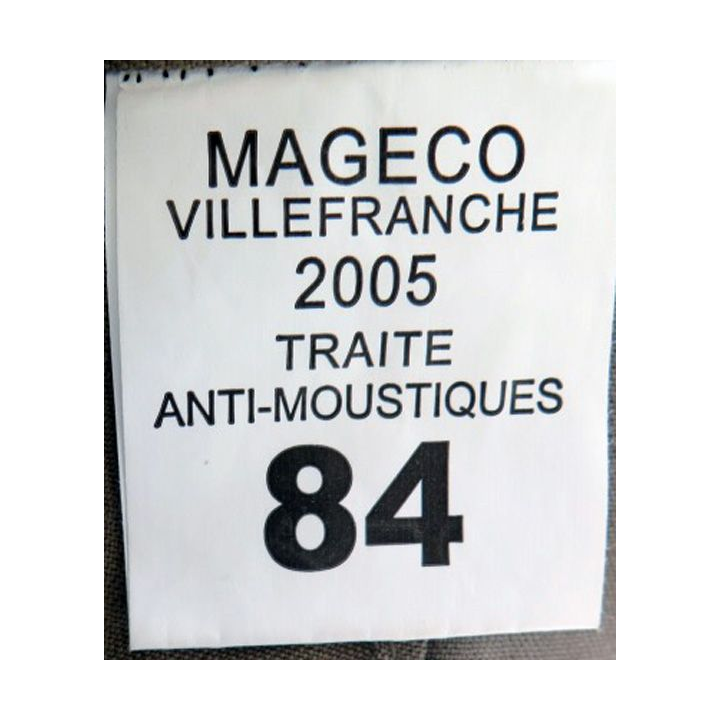 MAGECO
VILLEFRANCHE
2005
TRAITE
ANTI-MOUSTIQUES
84